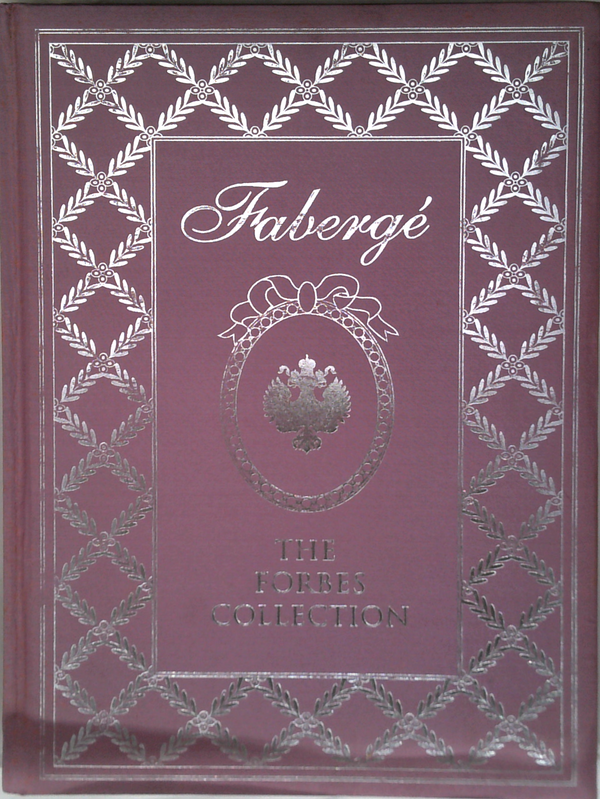 Fabergé
THE
FORBES
COLLECTION